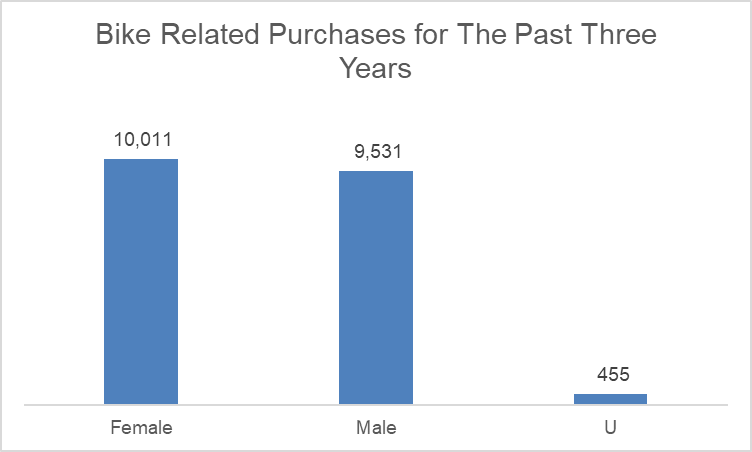 Bike Related Purchases for The Past Three
Years
10,011
9,531
455
Female
Male
U